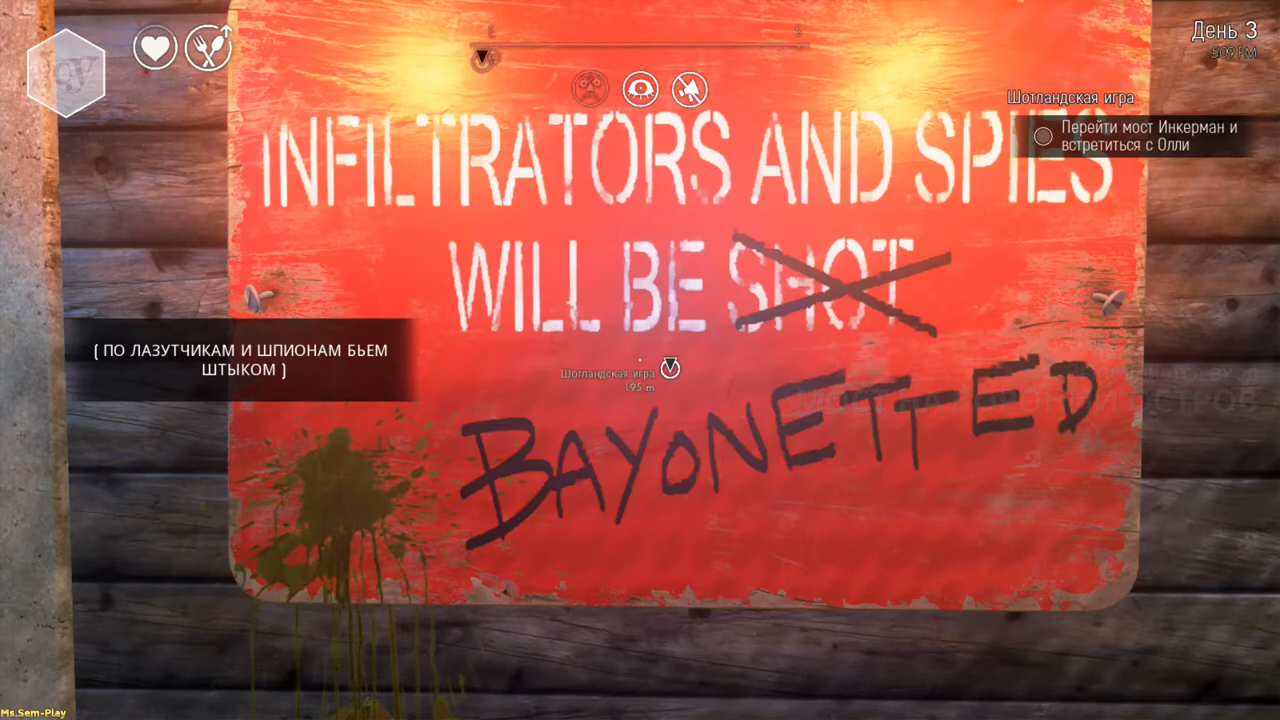 E
S
День 3
5:09 PM
Шотландская игра
Перейти мост Инкерман и
встретиться с Олли
INFILTRATORS AND SPIES
WILL BE SHOT
BAYONETTED
( ПО ЛАЗУТЧИКАМ И ШПИОНАМ БЬЕМ
ШТЫКОМ )
Шотландская игра
195 m
ОСТРОВ
Ms.Sem-Play